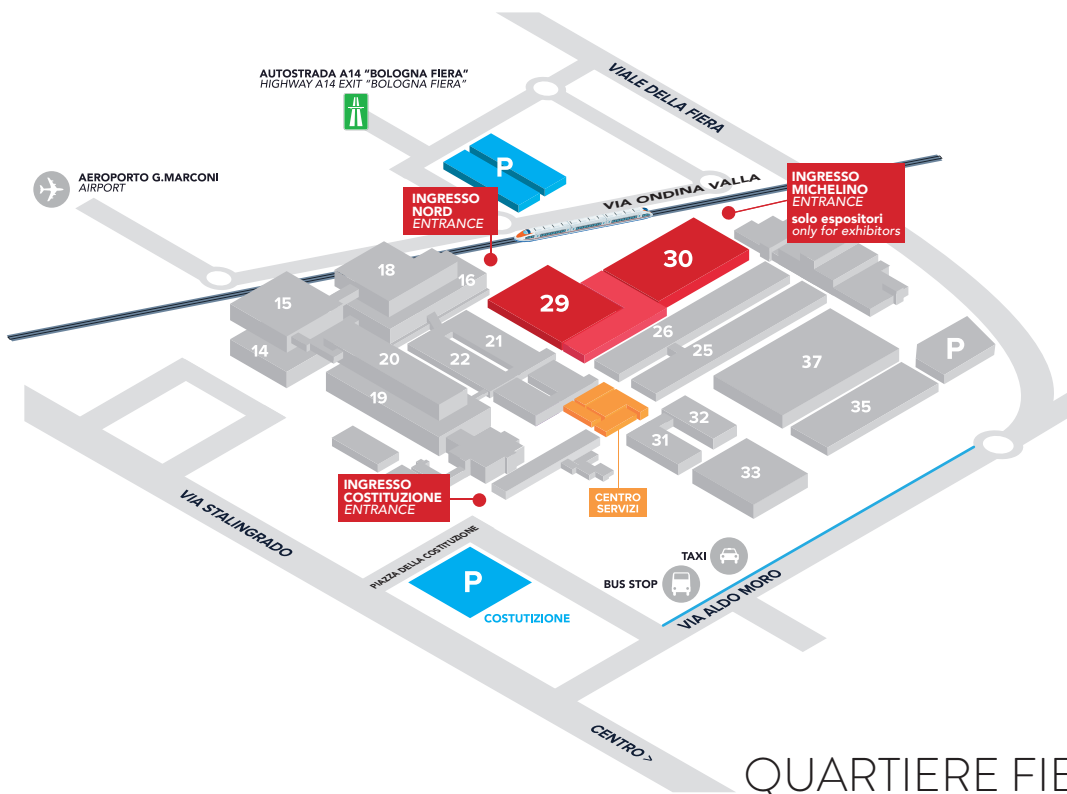 AUTOSTRADA A14 “BOLOGNA FIERA”
HIGHWAY A14 EXIT “BOLOGNA FIERA”
VIALE DELLA FIERA
P
AEROPORTO G.MARCONI
AIRPORT
VIA ONDINA VALLA
INGRESSO
NORD
ENTRANCE
INGRESSO
MICHELINO
ENTRANCE
solo espositori
only for exhibitors
18
16
30
15
29
14
20
22
21
26
25
37
P
19
35
32
31
33
INGRESSO
COSTITUZIONE
ENTRANCE
CENTRO
SERVIZI
VIA STALINGRADO
PIAZZA DELLA COSTITUZIONE
P
COSTUTIZIONE
TAXI
BUS STOP
VIA ALDO MORO
CENTRO >
QUARTIERE FIE